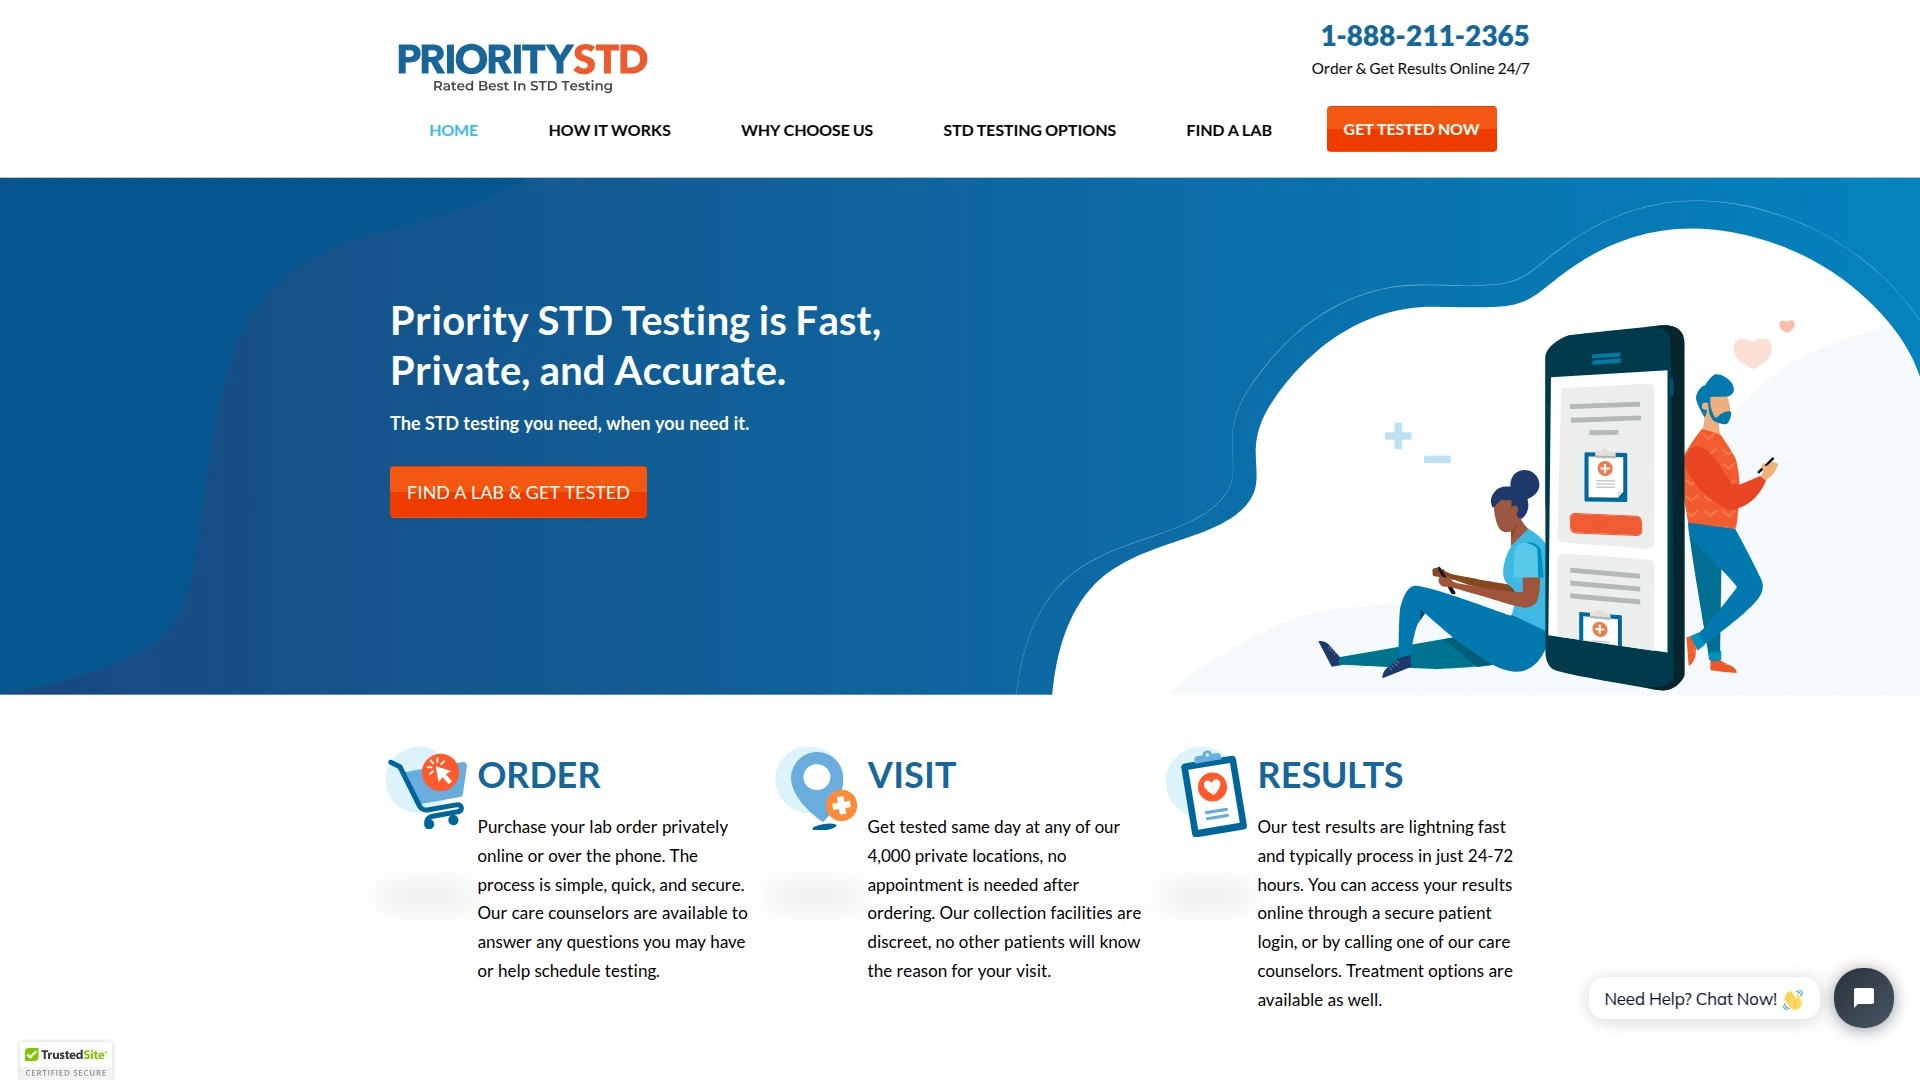 PRIORITYSTD
Rated Best In STD Testing
1-888-211-2365
Order & Get Results Online 24/7
HOME
HOW IT WORKS
WHY CHOOSE US
STD TESTING OPTIONS
FIND A LAB
GET TESTED NOW
Priority STD Testing is Fast,
Private, and Accurate.
The STD testing you need, when you need it.
FIND A LAB & GET TESTED
ORDER
Purchase your lab order privately
online or over the phone. The
process is simple, quick, and secure.
Our care counselors are available to
answer any questions you may have
or help schedule testing.
VISIT
Get tested same day at any of our
4,000 private locations, no
appointment is needed after
ordering. Our collection facilities are
discreet, no other patients will know
the reason for your visit.
RESULTS
Our test results are lightning fast
and typically process in just 24-72
hours. You can access your results
online through a secure patient
login, or by calling one of our care
counselors. Treatment options are
available as well.
Need Help? Chat Now! 👋
TrustedSite
CERTIFIED SECURE